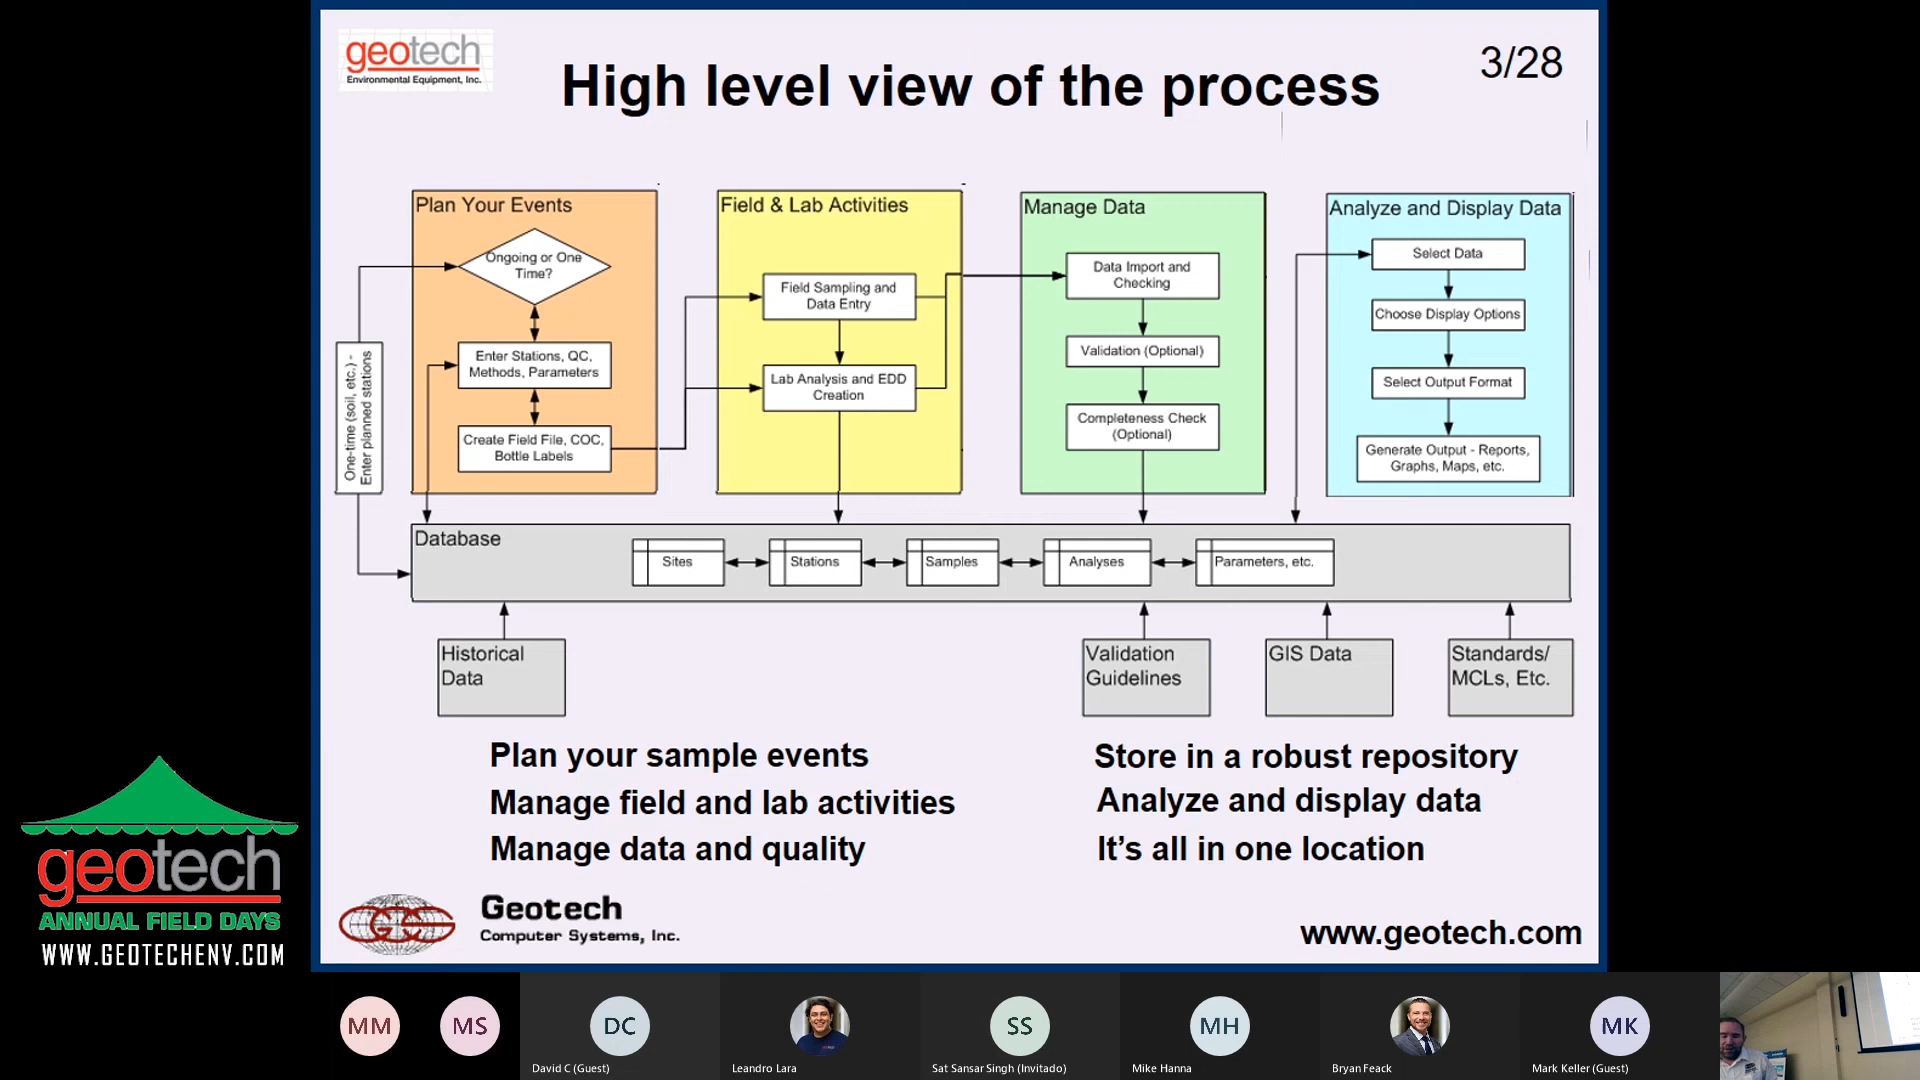 geotech
Environmental Equipment, Inc.
High level view of the process
3/28
Plan Your Events
Ongoing or One
Time?
Enter Stations, QC,
Methods, Parameters
Create Field File, COC,
Bottle Labels
One-time (soil, etc.) -
Enter planned stations
Field & Lab Activities
Field Sampling and
Data Entry
Lab Analysis and EDD
Creation
Manage Data
Data Import and
Checking
Validation (Optional)
Completeness Check
(Optional)
Analyze and Display Data
Select Data
Choose Display Options
Select Output Format
Generate Output - Reports,
Graphs, Maps, etc.
Database
Sites
Stations
Samples
Analyses
Parameters, etc.
Historical
Data
Validation
Guidelines
GIS Data
Standards/
MCLs, Etc.
Plan your sample events
Manage field and lab activities
Manage data and quality
Store in a robust repository
Analyze and display data
It's all in one location
GCS
Geotech
Computer Systems, Inc.
www.geotech.com
geotech
ANNUAL FIELD DAYS
WWW.GEOTECHENV.COM
MM
MS
DC
David C (Guest)
Leandro Lara
SS
Sat Sansar Singh (Invitado)
MH
Mike Hanna
Bryan Feack
MK
Mark Keller (Guest)